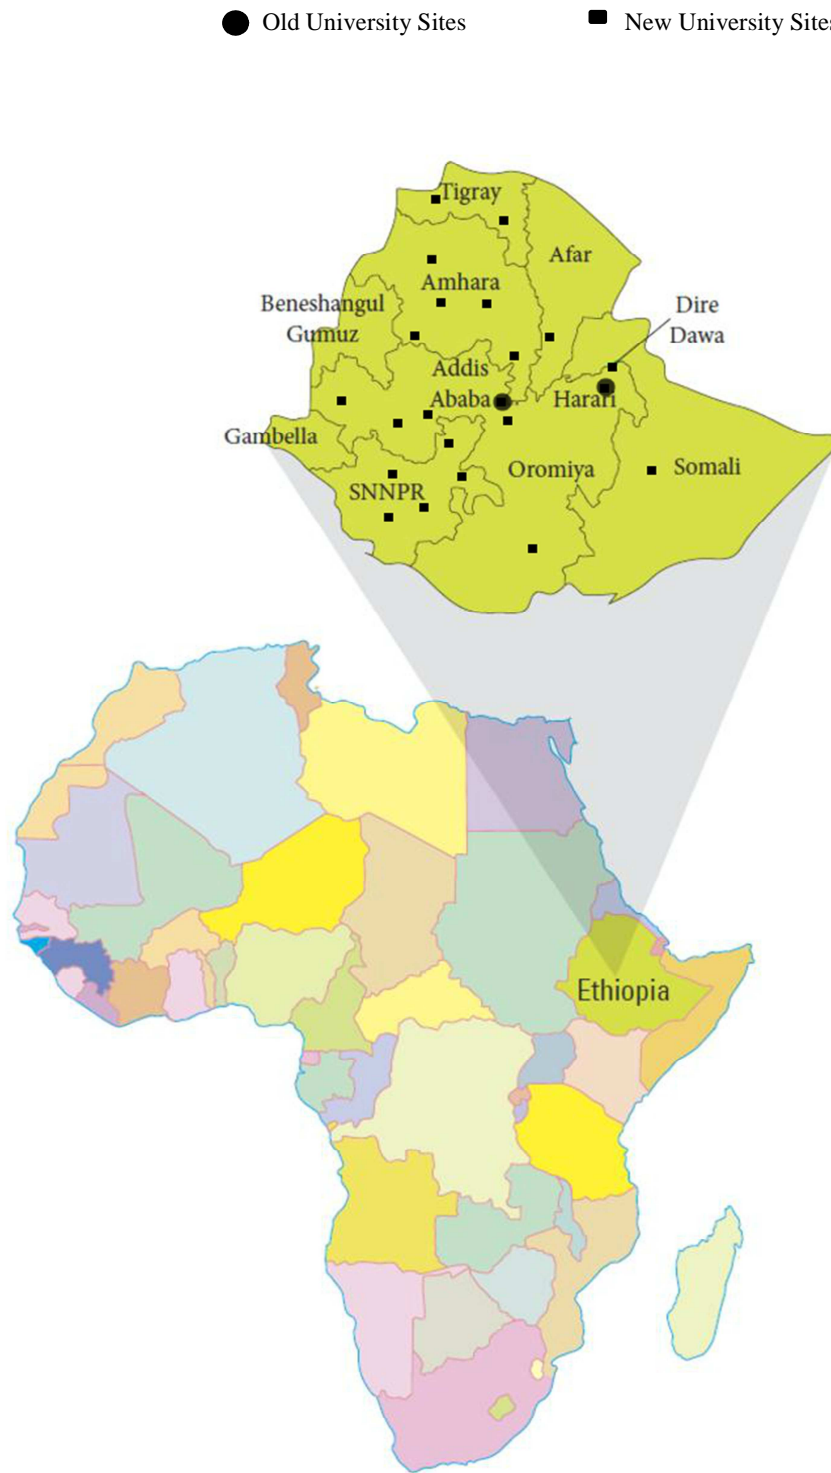 Old University Sites
New University Sites
Tigray
Afar
Amhara
Beneshangul
Gumuz
Dire
Dawa
Addis
Ababa
Harari
Gambella
Oromiya
Somali
SNNPR
Ethiopia